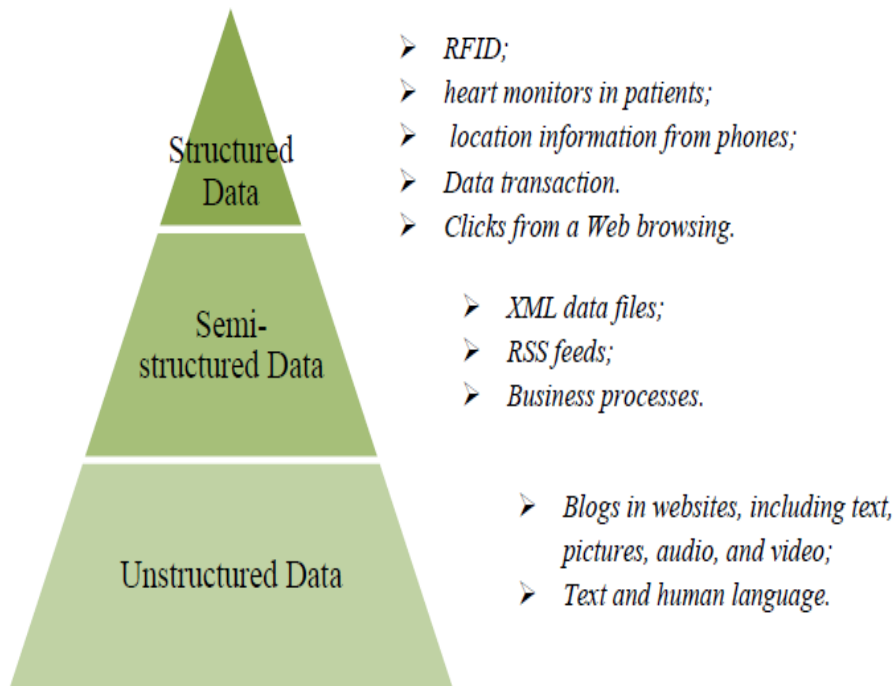 Structured
Data
➢ RFID;
➢ heart monitors in patients;
➢ location information from phones;
➢ Data transaction.
➢ Clicks from a Web browsing.
Semi-
structured Data
➢ XML data files;
➢ RSS feeds;
➢ Business processes.
Unstructured Data
➢ Blogs in websites, including text,
pictures, audio, and video;
➢ Text and human language.